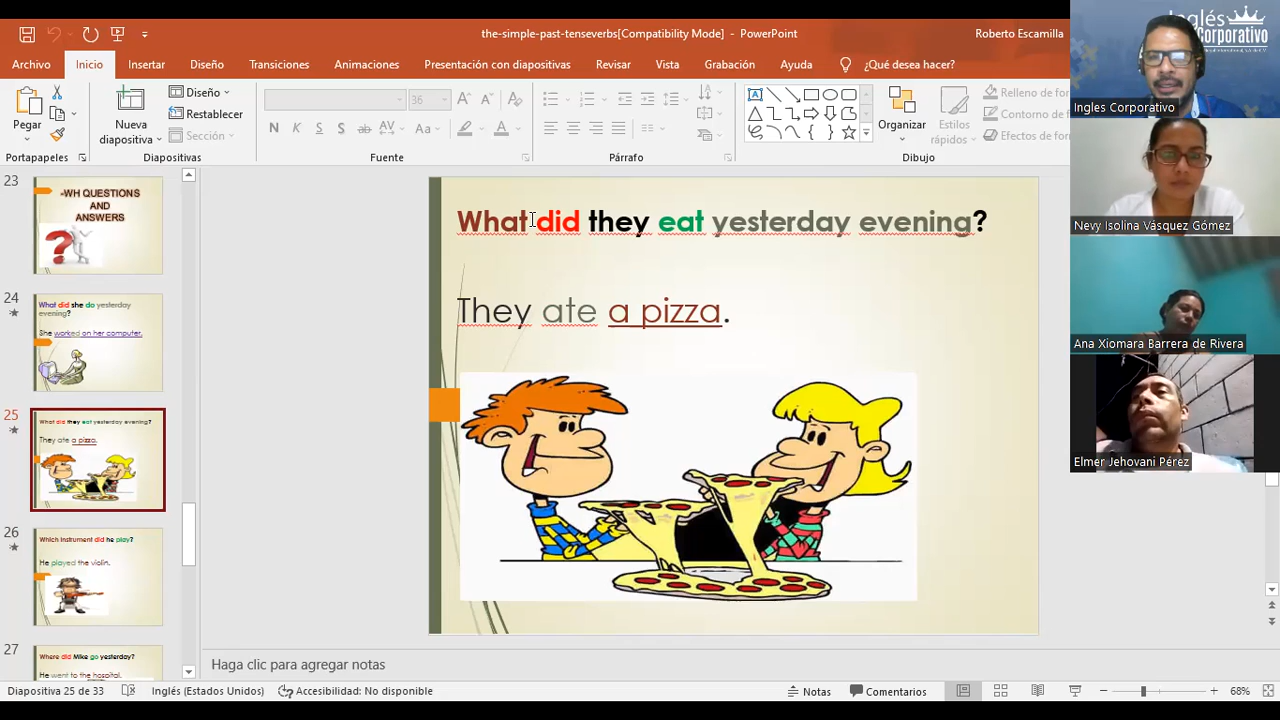 the-simple-past-tenseverbs[Compatibility Mode] - PowerPoint
Roberto Escamilla
Archivo Inicio Insertar Diseño Transiciones Animaciones Presentación con diapositivas Revisar Vista Grabación Ayuda ¿Qué desea hacer?
Pegar
Nueva diapositiva
Diseño
Restablecer
Sección
36
N K S S ab AV Aa A
Organizar
Estilos rápidos
Relleno de for
Contorno de
Efectos de form
Portapapeles Diapositivas Fuente Párrafo Dibujo
23
-WH QUESTIONS
AND
ANSWERS
24
What did she do yesterday
evening?
She worked on her computer.
25
What did they eat yesterday evening?
They ate a pizza.
26
Which instrument did he play?
He played the violin.
27
Where did Mike go yesterday?
He went to the hospital.
What did they eat yesterday evening?
They ate a pizza.
Haga clic para agregar notas
Diapositiva 25 de 33 Inglés (Estados Unidos) Accesibilidad: No disponible Notas Comentarios 68%
Inglés
Corporativo
Ingles Corporativo
Nevy Isolina Vásquez Gómez
Ana Xiomara Barrera de Rivera
Elmer Jehovani Pérez